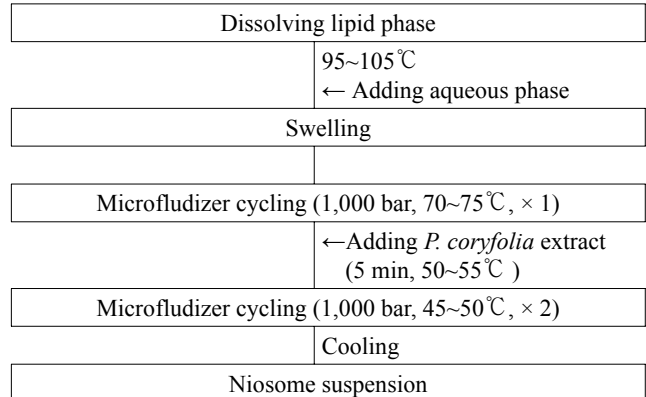 Dissolving lipid phase
95~105℃
← Adding aqueous phase
Swelling
Microfludizer cycling (1,000 bar, 70~75℃, × 1)
←Adding P. coryfolia extract
(5 min, 50~55℃ )
Microfludizer cycling (1,000 bar, 45~50℃, × 2)
Cooling
Niosome suspension